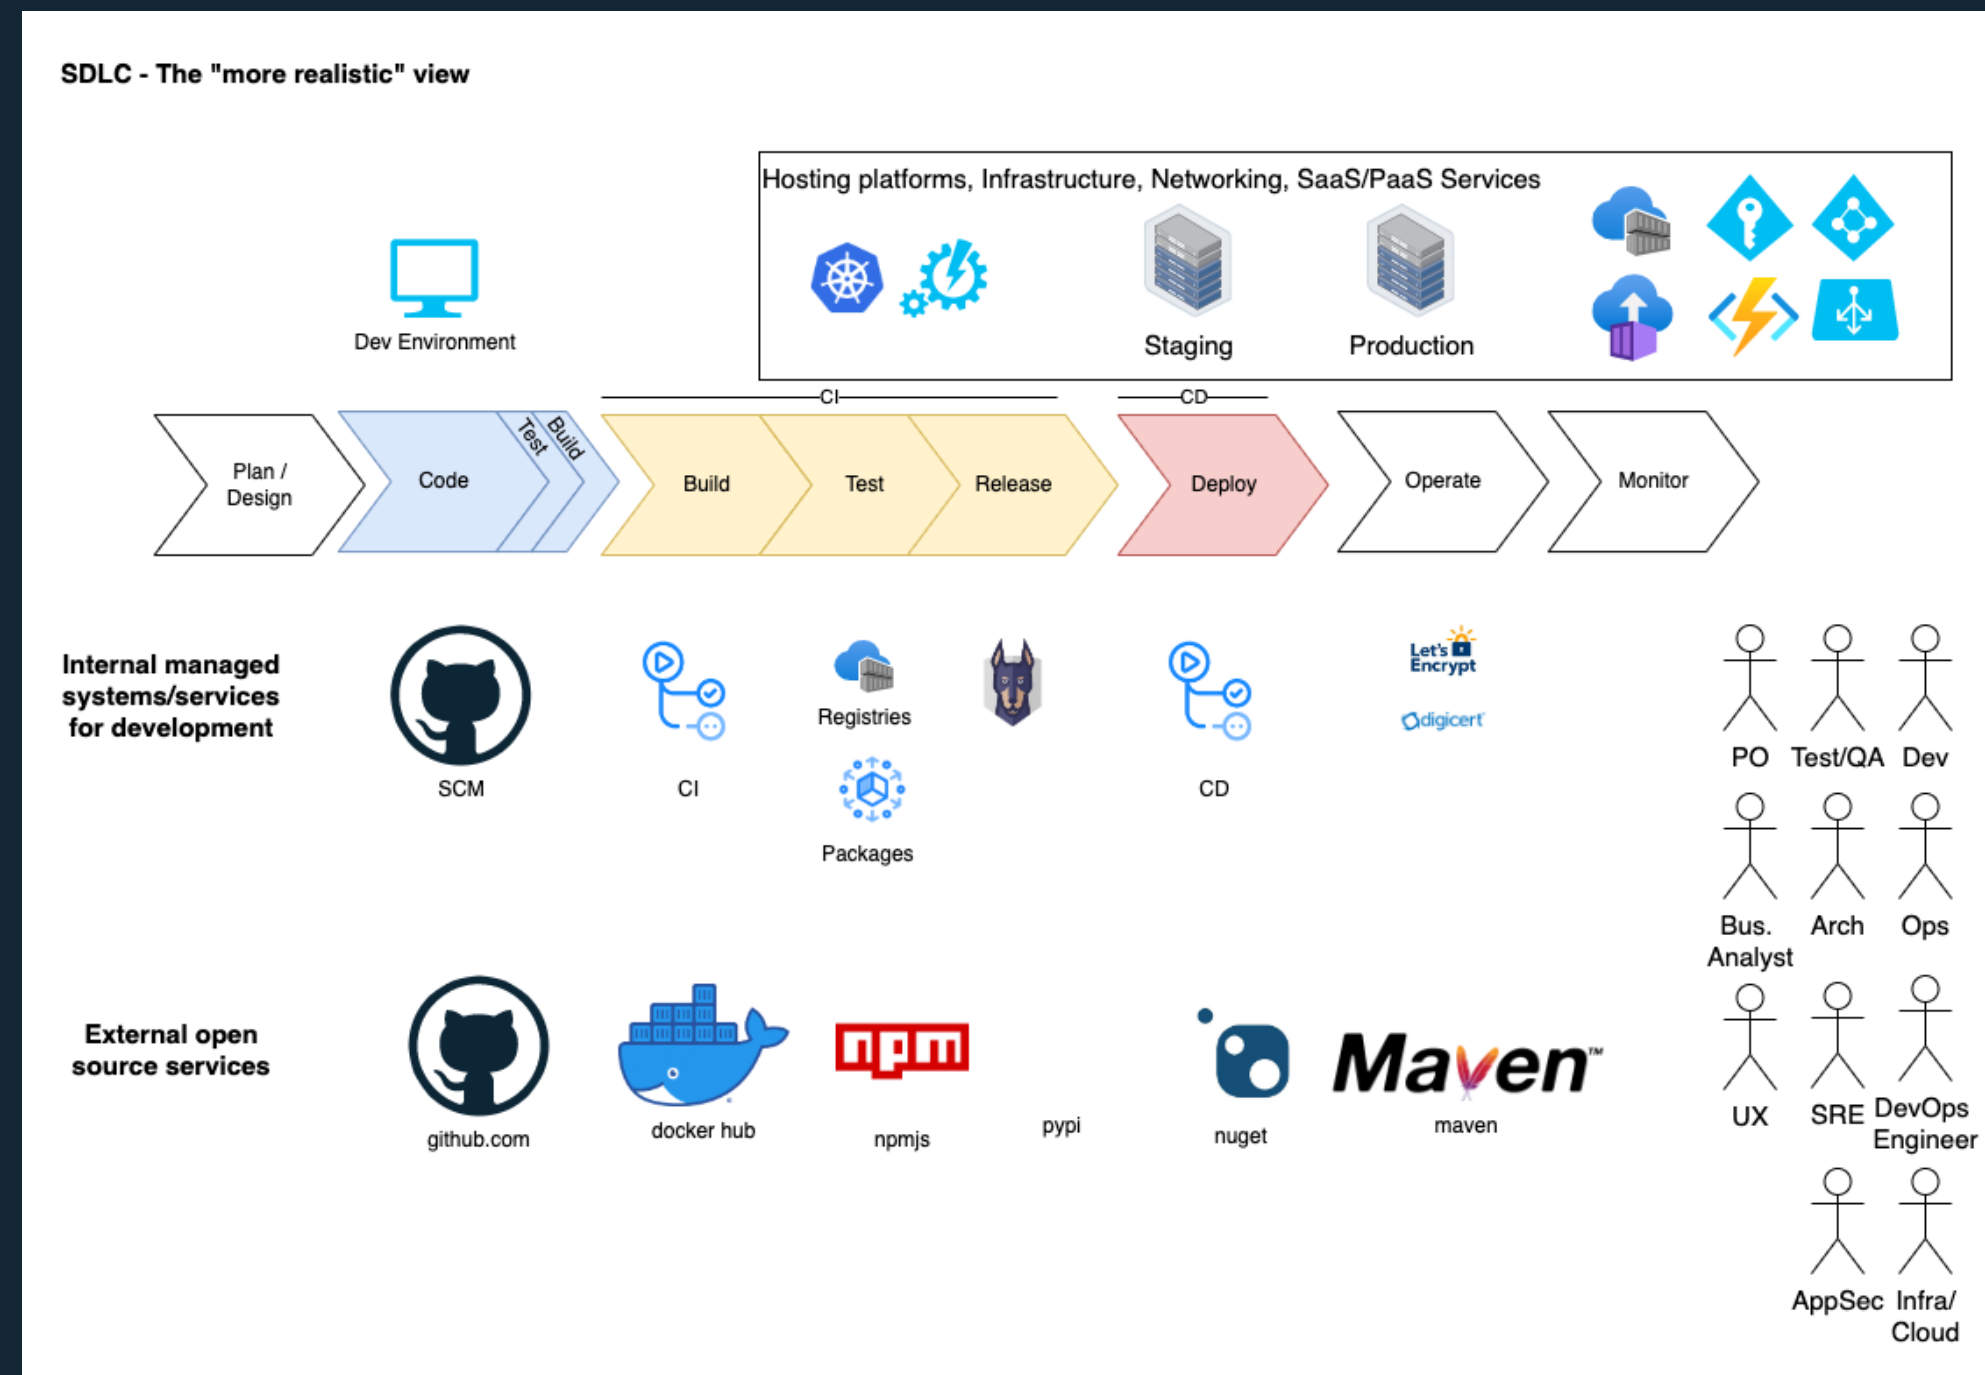 SDLC - The "more realistic" view
Hosting platforms, Infrastructure, Networking, SaaS/PaaS Services
Dev Environment
Staging
Production
CI
CD
Plan /
Design
Code
Test
Build
Build
Test
Release
Deploy
Operate
Monitor
Internal managed
systems/services
for development
SCM
CI
Registries
Packages
CD
Let's
Encrypt
digicert
PO
Test/QA
Dev
Bus.
Analyst
Arch
Ops
External open
source services
github.com
docker hub
npm
npmjs
pypi
nuget
Maven™
maven
UX
SRE
DevOps
Engineer
AppSec
Infra/
Cloud